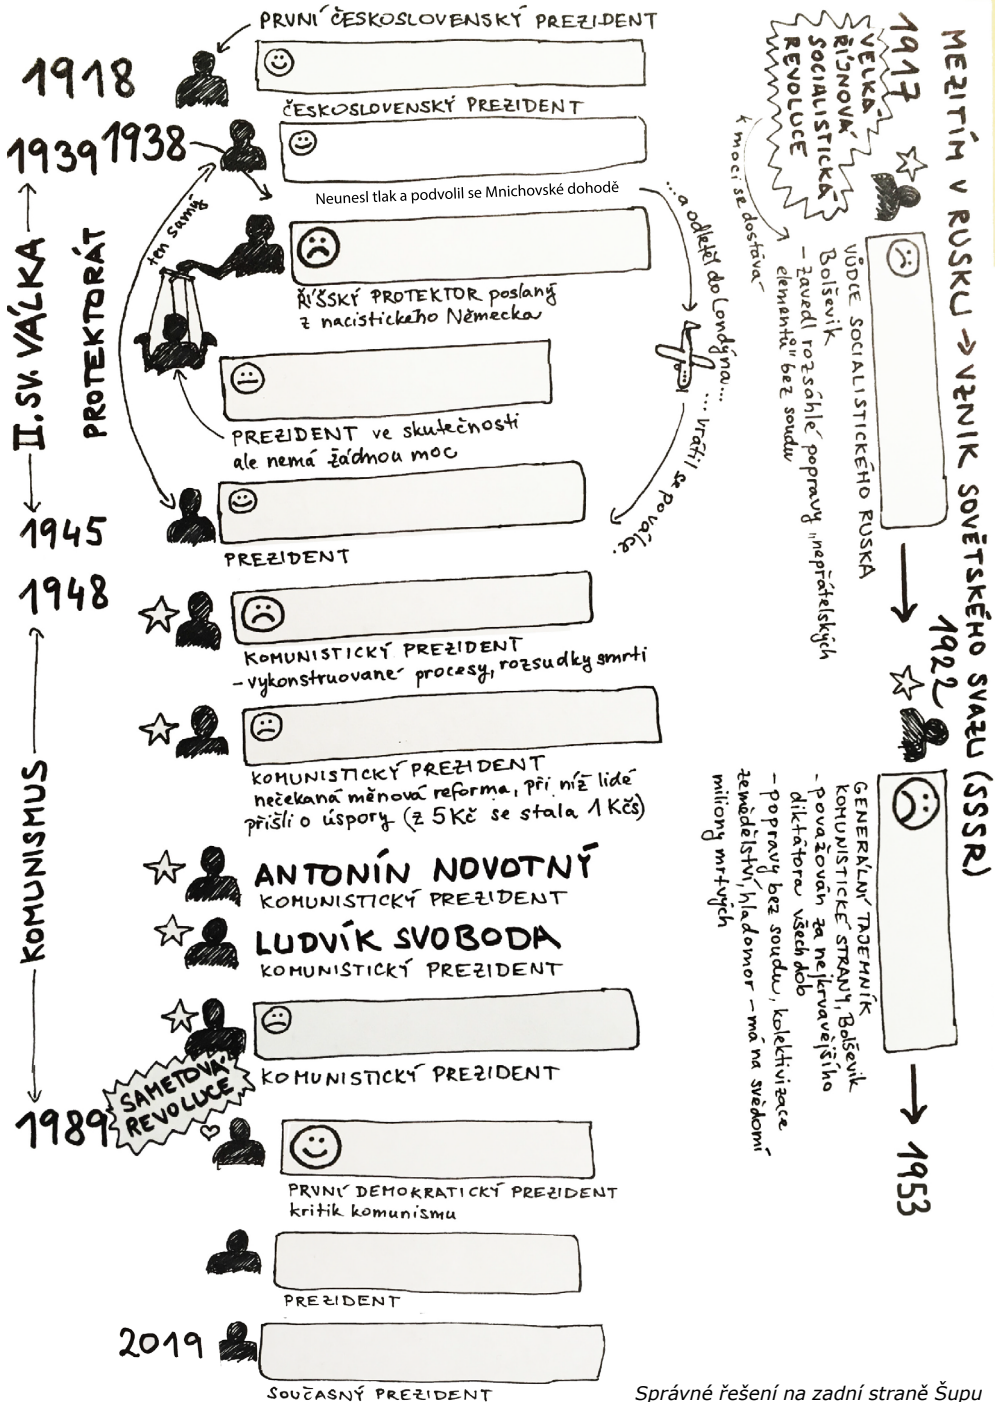 PRVNÍ ČESKOSLOVENSKÝ PREZIDENT
1918
ČESKOSLOVENSKÝ PREZIDENT
1939
1938
Neunesl tlak a podvolil se Mnichovské dohodě
...a odletěl do Londýna...
... vrátil se po válce.
ten samý
II. SV. VÁLKA
PROTEKTORÁT
ŘÍŠSKÝ PROTEKTOR poslaný
z nacistického Německa
PREZIDENT ve skutečnosti
ale nemá žádnou moc
1945
PREZIDENT
1948
KOMUNISTICKÝ PREZIDENT
- vykonstruované procesy, rozsudky smrti
KOMUNISMUS
KOMUNISTICKÝ PREZIDENT
nečekaná měnová reforma, při níž lidé
přišli o úspory (z 5 Kč se stala 1 Kčs)
ANTONÍN NOVOTNÝ
KOMUNISTICKÝ PREZIDENT
LUDVÍK SVOBODA
KOMUNISTICKÝ PREZIDENT
KOMUNISTICKÝ PREZIDENT
SAMETOVÁ
REVOLUCE
1989
PRVNÍ DEMOKRATICKÝ PREZIDENT
kritik komunismu
PREZIDENT
2019
SOUČASNÝ PREZIDENT
MEZITÍM V RUSKU → VZNIK SOVĚTSKÉHO SVAZU (SSSR)
1917
VELKÁ
ŘÍJNOVÁ
SOCIALISTICKÁ
REVOLUCE
k moci se dostává
VŮDCE SOCIALISTICKÉHO RUSKA
Bolševik
- zavedl rozsáhlé popravy „nepřátelských
elementů" bez soudu
1922
GENERÁLNÍ TAJEMNÍK
KOMUNISTICKÉ STRANY, Bolševik
- považován za nejkrvavějšího
diktátora všech dob
- popravy bez soudu, kolektivizace
zemědělství, hladomor - má na svědomí
miliony mrtvých
1953
Správné řešení na zadní straně Šupu